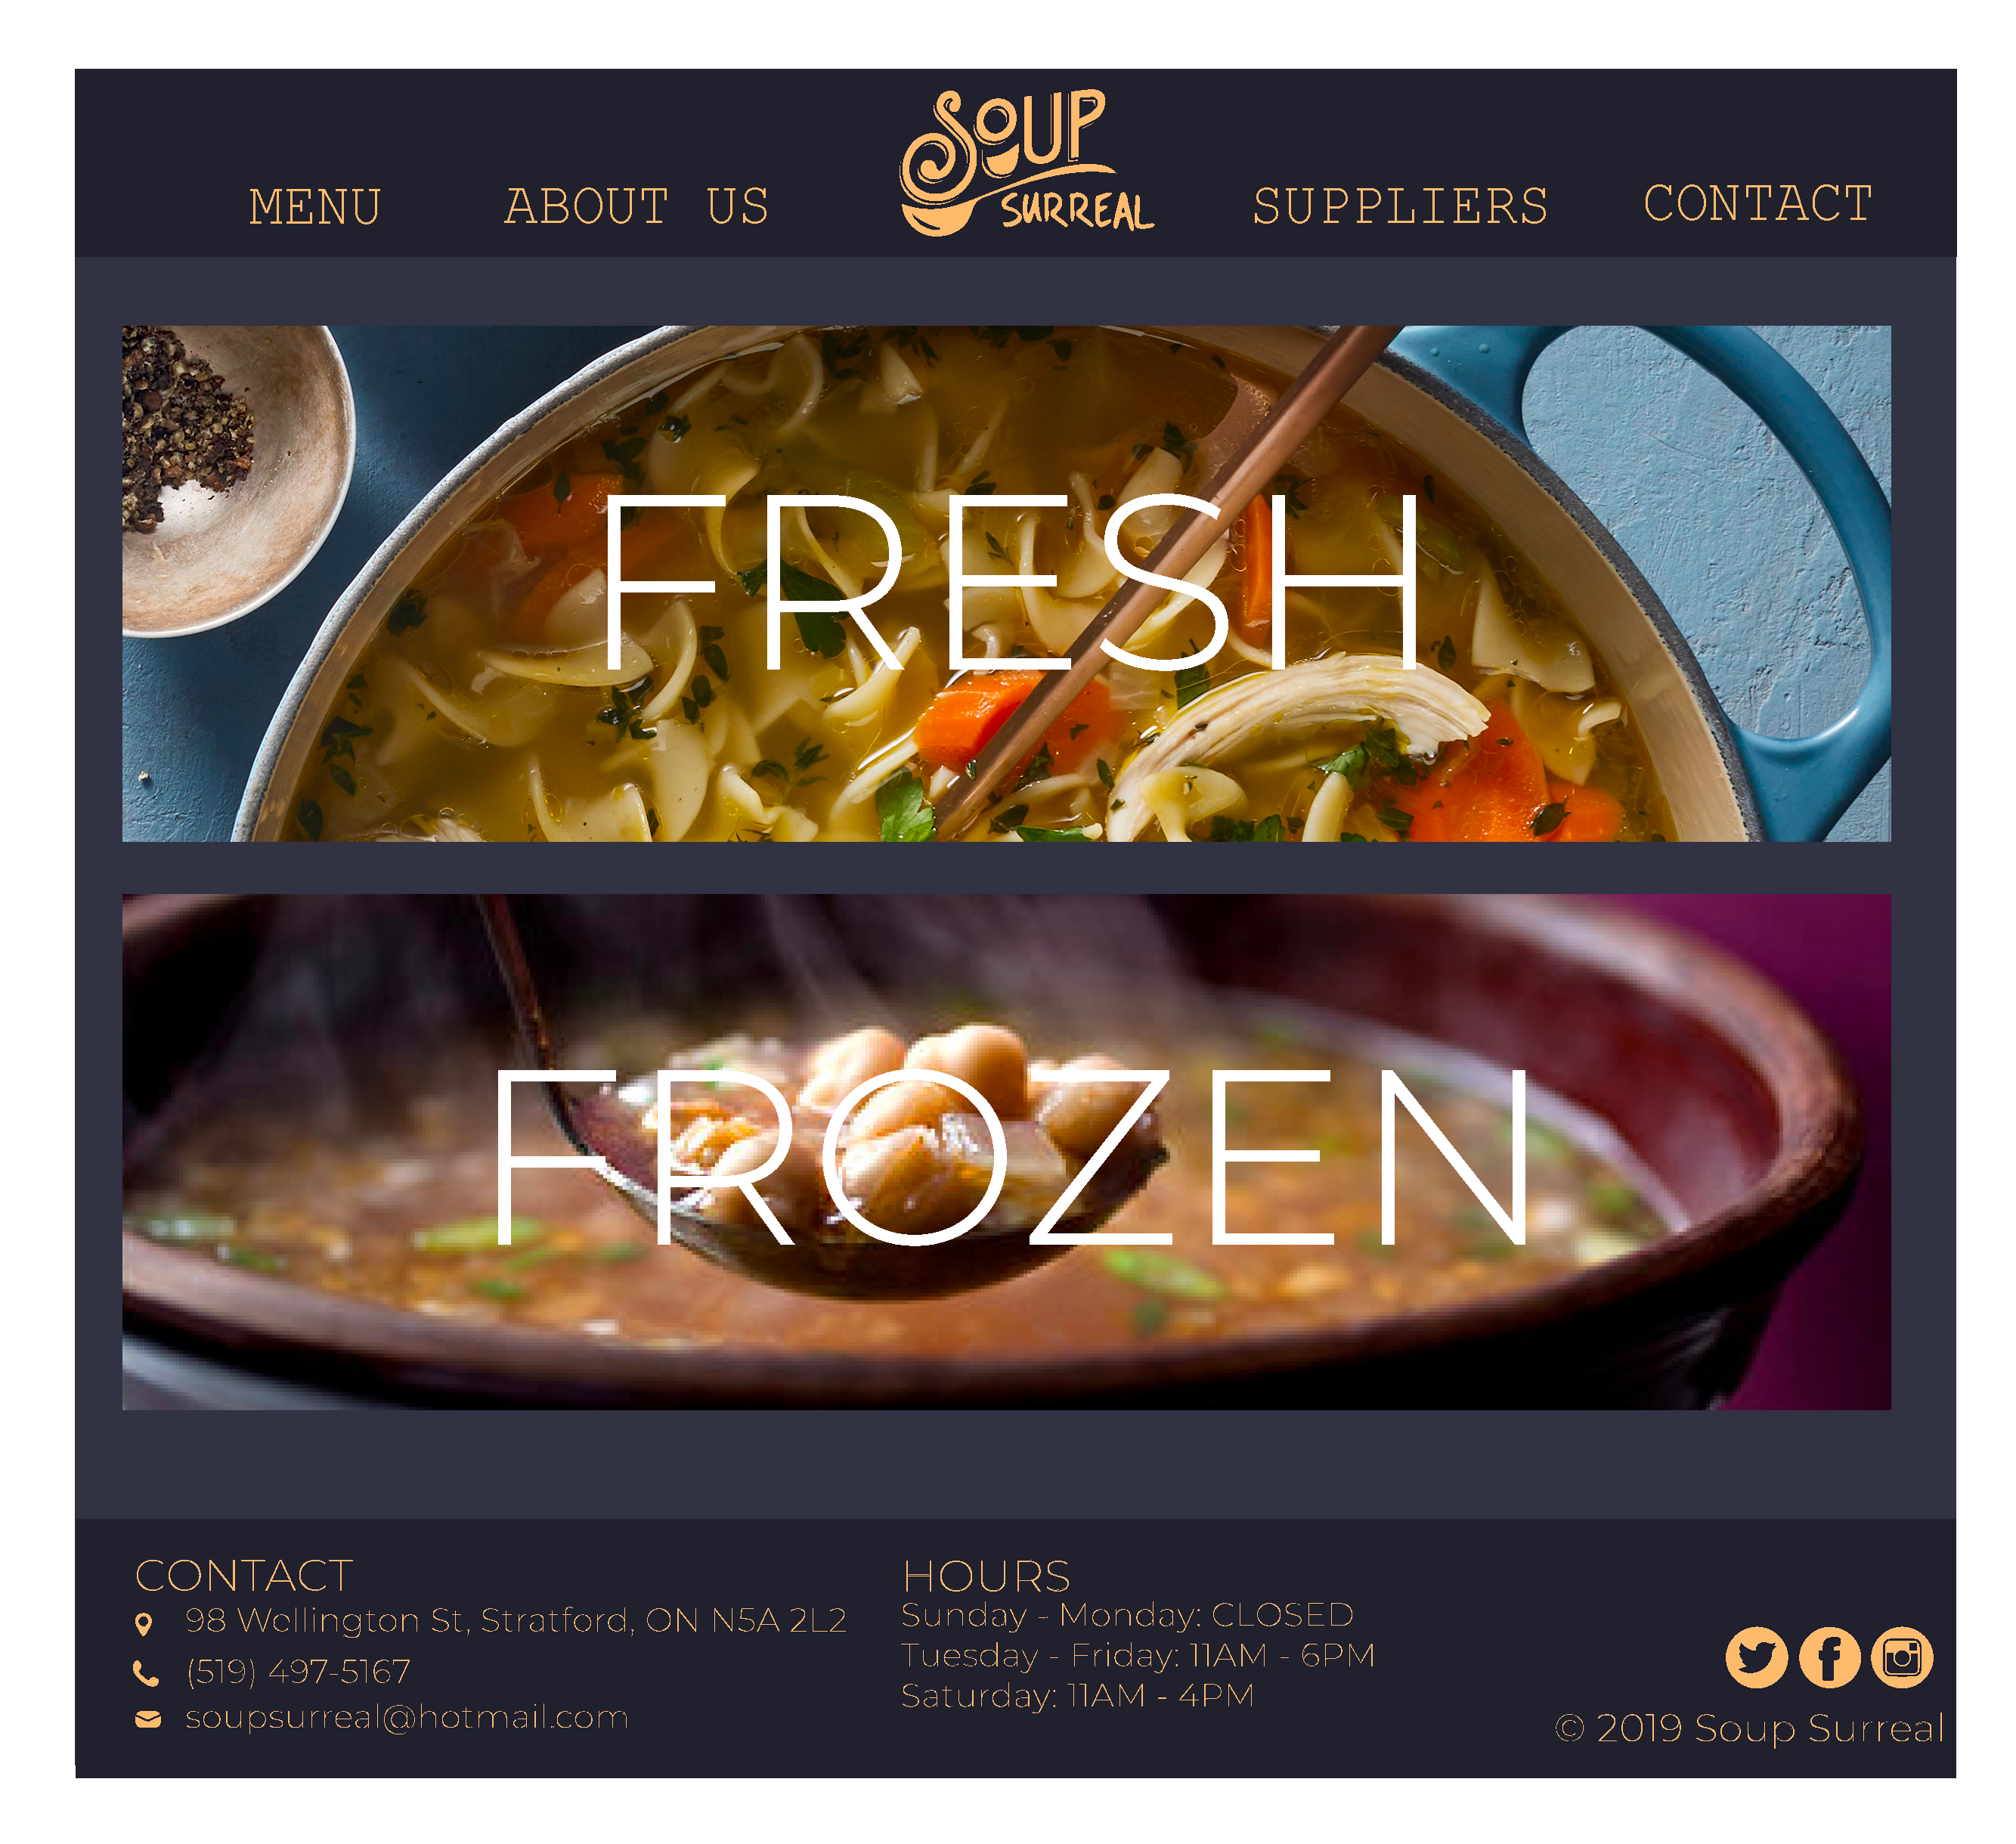 MENU
ABOUT US
SOUP
SURREAL
SUPPLIERS
CONTACT
FRESH
FROZEN
CONTACT
98 Wellington St, Stratford, ON N5A 2L2
(519) 497-5167
soupsurreal@hotmail.com
HOURS
Sunday - Monday: CLOSED
Tuesday - Friday: 11AM - 6PM
Saturday: 11AM - 4PM
© 2019 Soup Surreal